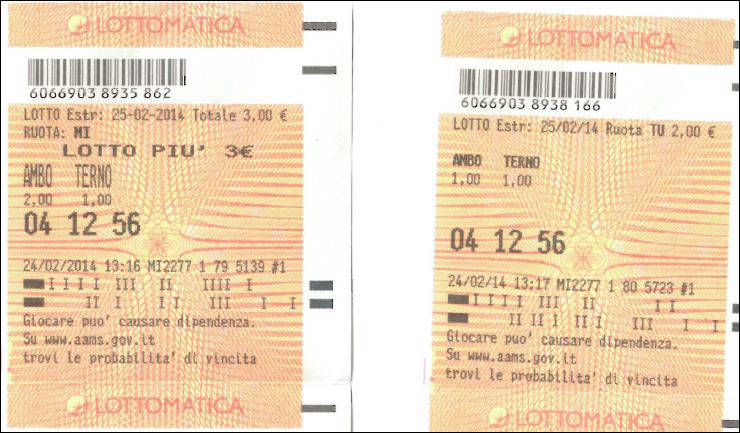 LOTTOMATICA
6066903 8935 862
LOTTO Estr: 25-02-2014 Totale 3,00 €
RUOTA: MI
LOTTO PIU' 3€
AMBO TERNO
2,00 1,00
04 12 56
24/02/2014 13:16 MI2277 1 79 5139 #1
Giocare puo' causare dipendenza.
Su www.aams.gov.it
trovi le probabilita' di vincita
LOTTOMATICA
LOTTOMATICA
6066903 8938 166
LOTTO Estr: 25/02/14 Ruota TU 2,00 €
AMBO TERNO
1,00 1,00
04 12 56
24/02/14 13:17 MI2277 1 80 5723 #1
Giocare puo' causare dipendenza.
Su www.aams.gov.it
trovi le probabilita' di vincita
LOTTOMATICA